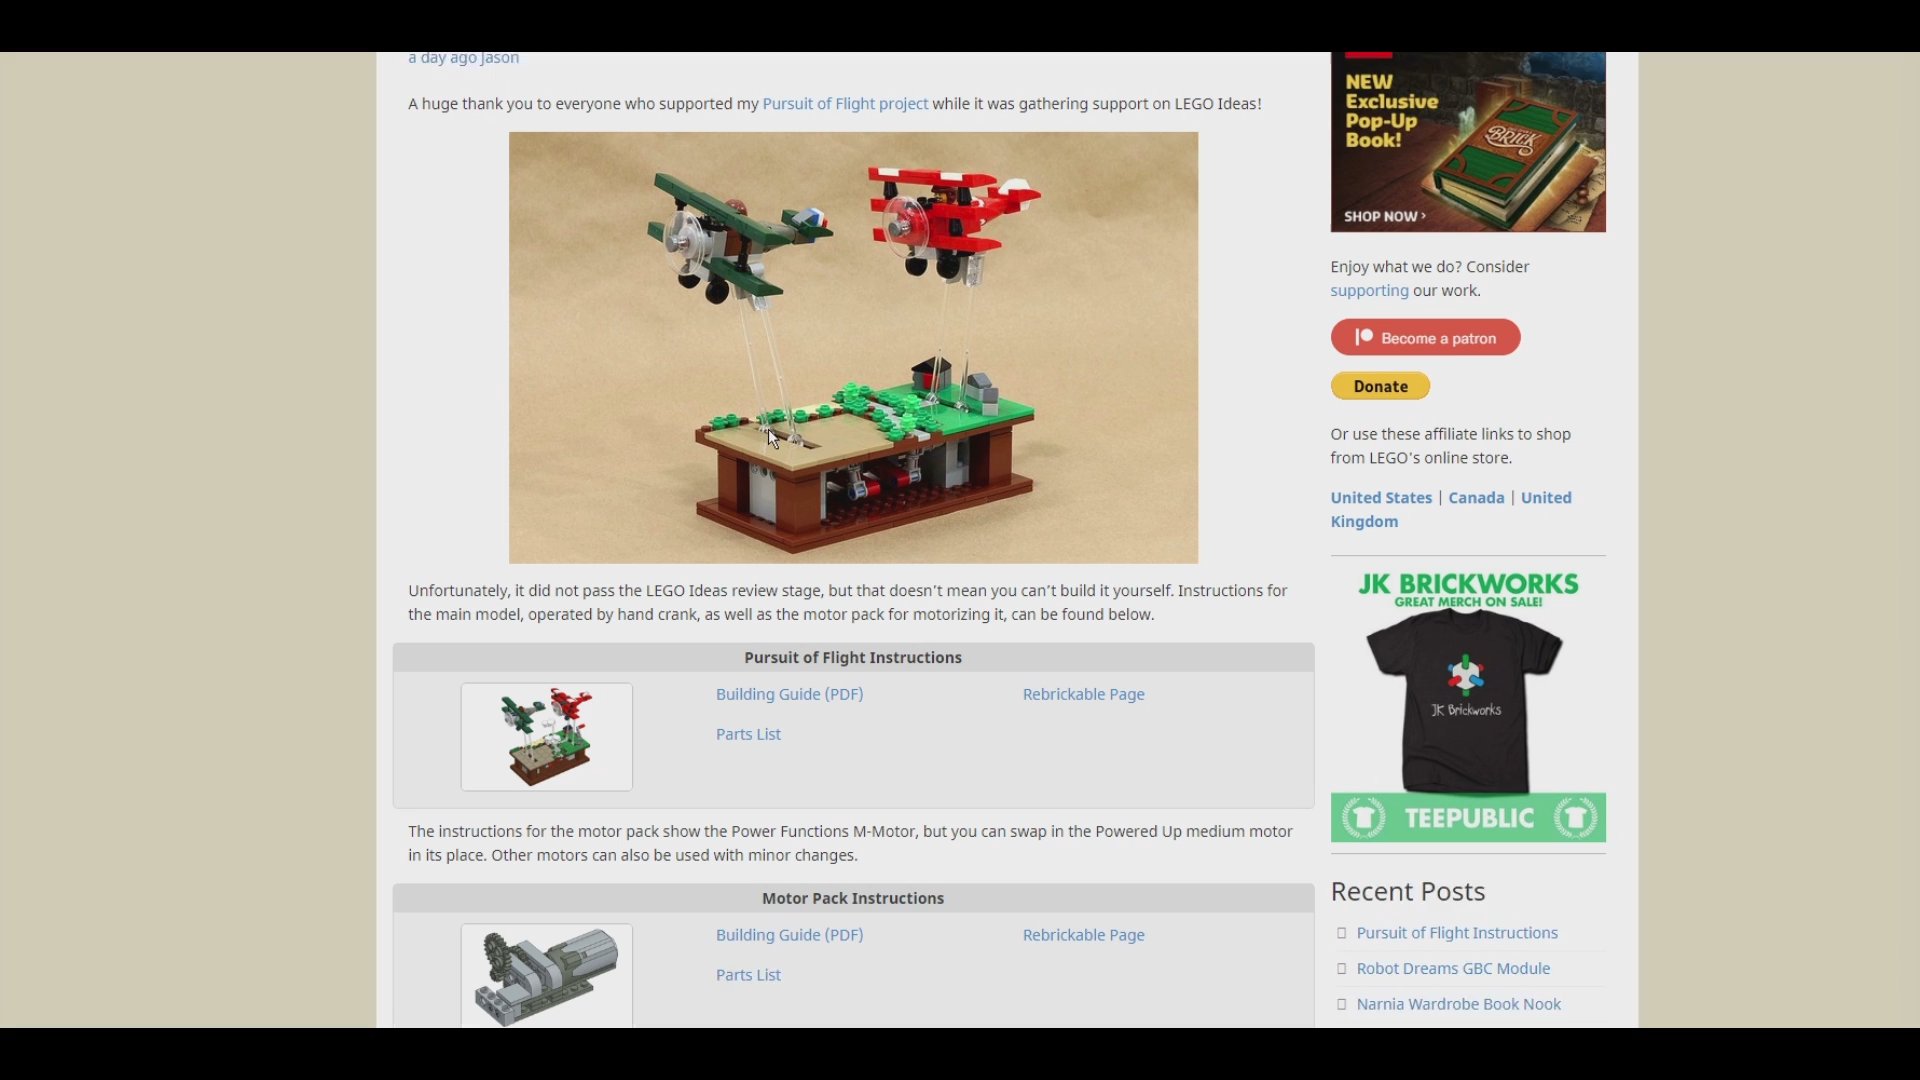 a day ago Jason
A huge thank you to everyone who supported my Pursuit of Flight project while it was gathering support on LEGO Ideas!
Unfortunately, it did not pass the LEGO Ideas review stage, but that doesn't mean you can't build it yourself. Instructions for
the main model, operated by hand crank, as well as the motor pack for motorizing it, can be found below.
Pursuit of Flight Instructions
Building Guide (PDF)
Rebrickable Page
Parts List
The instructions for the motor pack show the Power Functions M-Motor, but you can swap in the Powered Up medium motor
in its place. Other motors can also be used with minor changes.
Motor Pack Instructions
Building Guide (PDF)
Rebrickable Page
Parts List
NEW
Exclusive
Pop-Up
Book!
BRICK
SHOP NOW ›
Enjoy what we do? Consider
supporting our work.
Become a patron
Donate
Or use these affiliate links to shop
from LEGO's online store.
United States | Canada | United
Kingdom
JK BRICKWORKS
GREAT MERCH ON SALE!
JK Brickworks
TEEPUBLIC
Recent Posts
Pursuit of Flight Instructions
Robot Dreams GBC Module
Narnia Wardrobe Book Nook